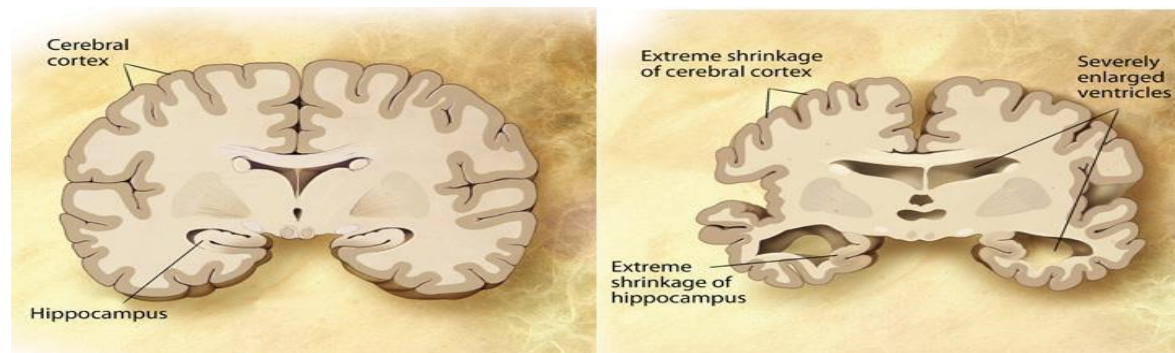 Cerebral
cortex
Hippocampus
Extreme shrinkage
of cerebral cortex
Severely
enlarged
ventricles
Extreme
shrinkage of
hippocampus